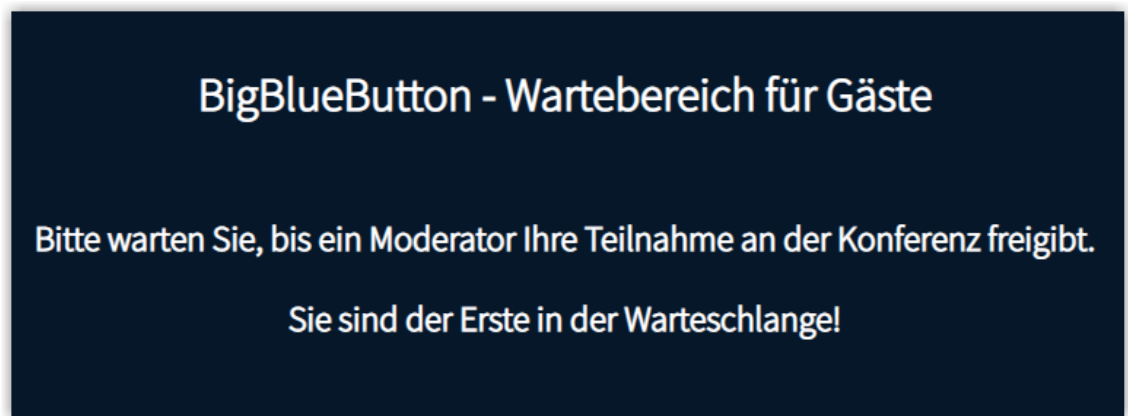 BigBlueButton - Wartebereich für Gäste
Bitte warten Sie, bis ein Moderator Ihre Teilnahme an der Konferenz freigibt.
Sie sind der Erste in der Warteschlange!